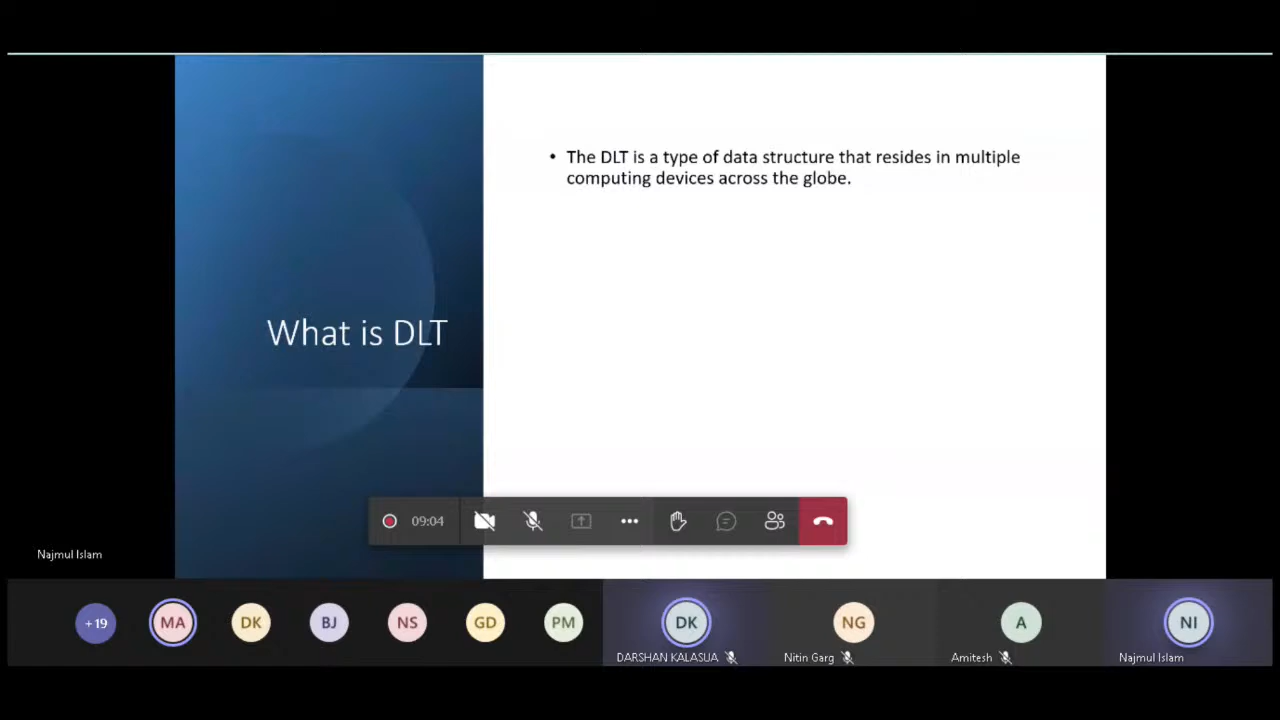 • The DLT is a type of data structure that resides in multiple
computing devices across the globe.
What is DLT
09:04
Najmul Islam
+19
MA
DK
BJ
NS
GD
PM
DK
NG
A
NI
DARSHAN KALASUA
Nitin Garg
Amitesh
Najmul Islam